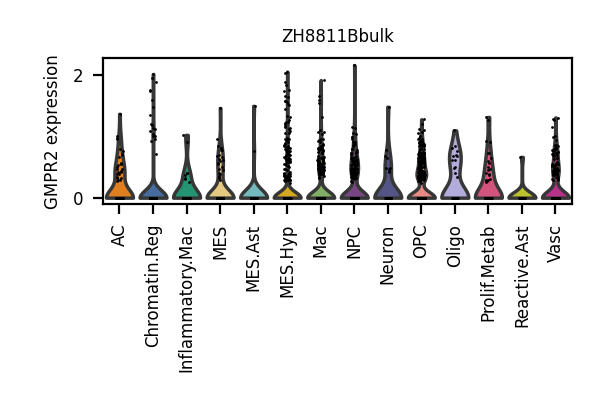 ZH8811Bbulk
GMPR2 expression
2
0
AC
Chromatin.Reg
Inflammatory.Mac
MES
MES.Ast
MES.Hyp
Mac
NPC
Neuron
OPC
Oligo
Prolif.Metab
Reactive.Ast
Vasc